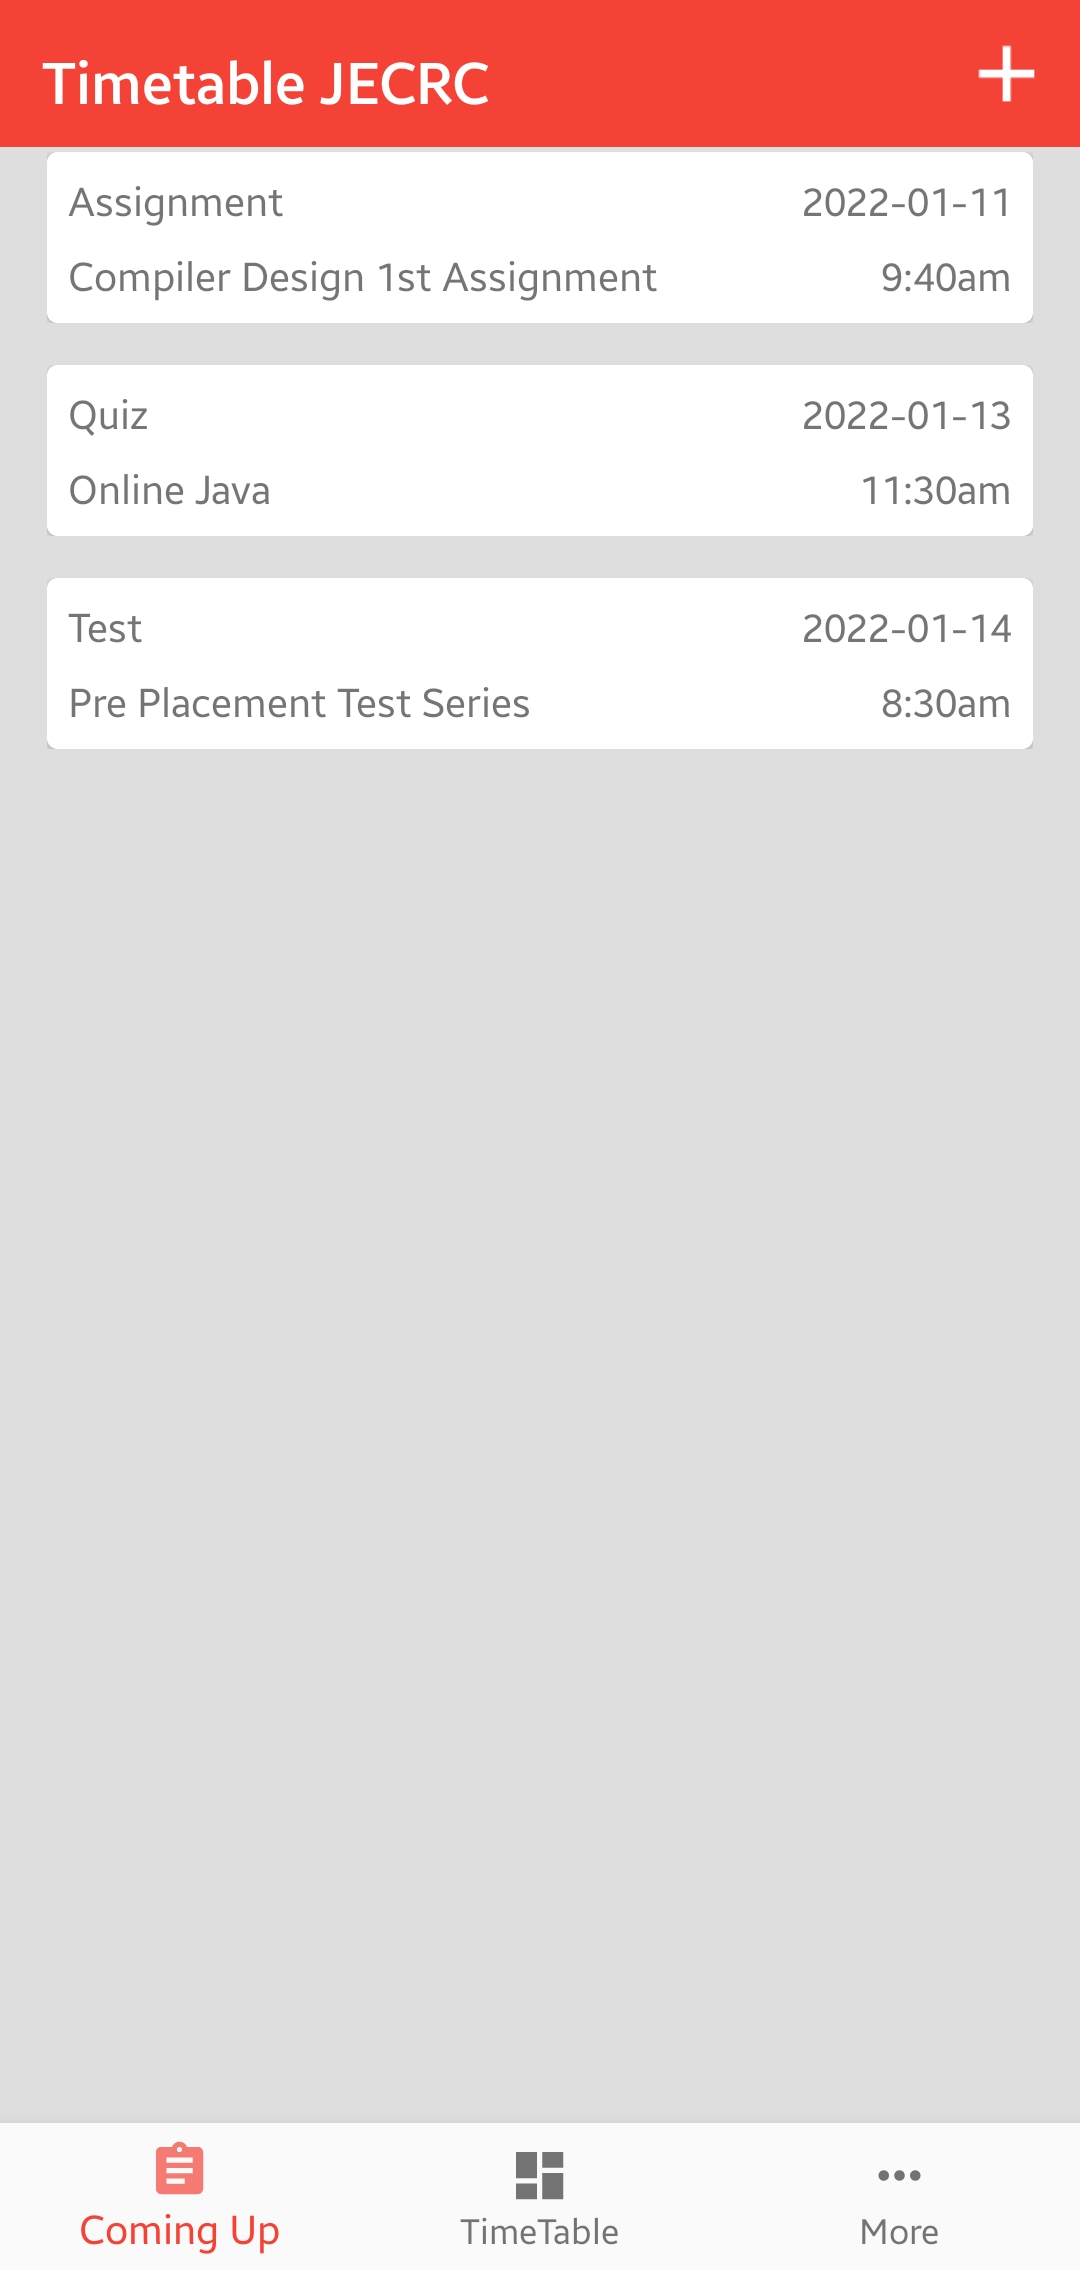 Timetable JECRC
Assignment 2022-01-11
Compiler Design 1st Assignment 9:40am
Quiz 2022-01-13
Online Java 11:30am
Test 2022-01-14
Pre Placement Test Series 8:30am
Coming Up TimeTable More